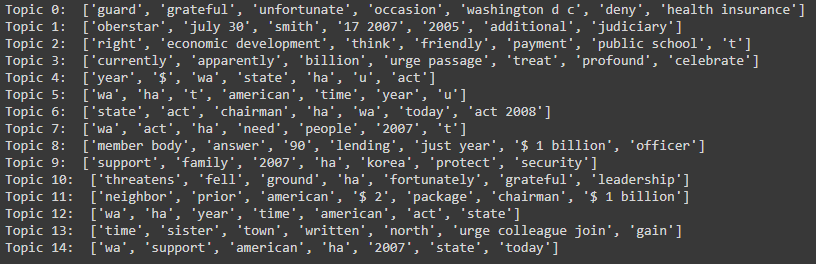 Topic 0:  ['guard', 'grateful', 'unfortunate', 'occasion', 'washington d c', 'deny', 'health insurance']
Topic 1:  ['oberstar', 'july 30', 'smith', '17 2007', '2005', 'additional', 'judiciary']
Topic 2:  ['right', 'economic development', 'think', 'friendly', 'payment', 'public school', 't']
Topic 3:  ['currently', 'apparently', 'billion', 'urge passage', 'treat', 'profound', 'celebrate']
Topic 4:  ['year', '$', 'wa', 'state', 'ha', 'u', 'act']
Topic 5:  ['wa', 'ha', 't', 'american', 'time', 'year', 'u']
Topic 6:  ['state', 'act', 'chairman', 'ha', 'wa', 'today', 'act 2008']
Topic 7:  ['wa', 'act', 'ha', 'need', 'people', '2007', 't']
Topic 8:  ['member body', 'answer', '90', 'lending', 'just year', '$ 1 billion', 'officer']
Topic 9:  ['support', 'family', '2007', 'ha', 'korea', 'protect', 'security']
Topic 10:  ['threatens', 'fell', 'ground', 'ha', 'fortunately', 'grateful', 'leadership']
Topic 11:  ['neighbor', 'prior', 'american', '$ 2', 'package', 'chairman', '$ 1 billion']
Topic 12:  ['wa', 'ha', 'year', 'time', 'american', 'act', 'state']
Topic 13:  ['time', 'sister', 'town', 'written', 'north', 'urge colleague join', 'gain']
Topic 14:  ['wa', 'support', 'american', 'ha', '2007', 'state', 'today']